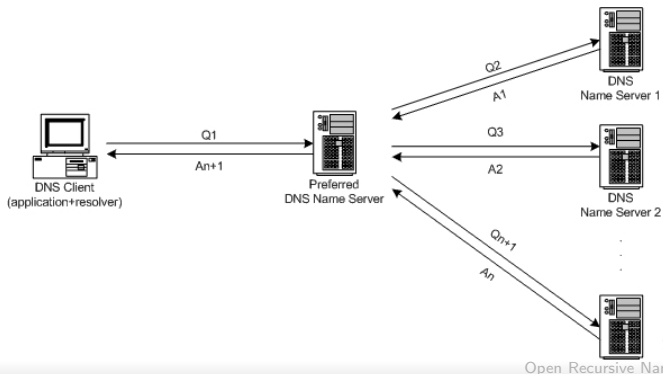 Q2
A1
DNS
Name Server 1
Q1
An+1
Q3
A2
DNS Client
(application+resolver)
Preferred
DNS Name Server
DNS
Name Server 2
Qn+1
An
Open Recursive